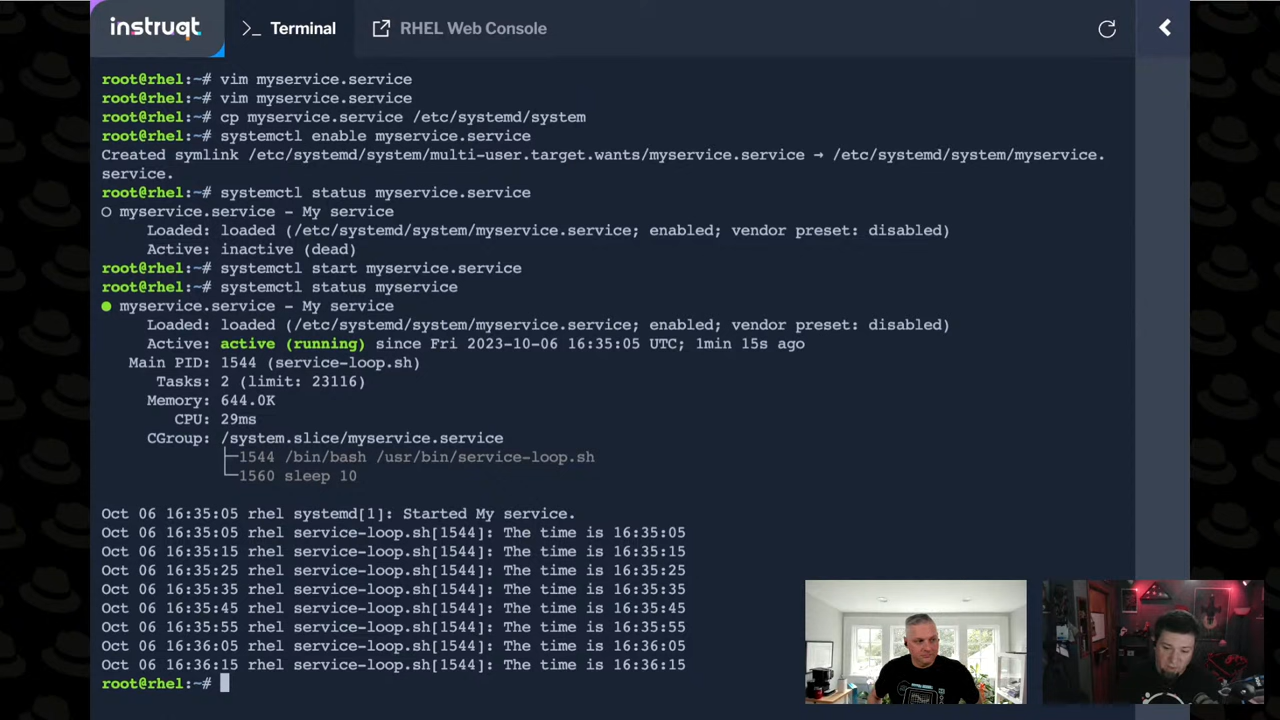 instruqt
>_ Terminal
RHEL Web Console
root@rhel:~# vim myservice.service
root@rhel:~# vim myservice.service
root@rhel:~# cp myservice.service /etc/systemd/system
root@rhel:~# systemctl enable myservice.service
Created symlink /etc/systemd/system/multi-user.target.wants/myservice.service → /etc/systemd/system/myservice.
service.
root@rhel:~# systemctl status myservice.service
○ myservice.service - My service
Loaded: loaded (/etc/systemd/system/myservice.service; enabled; vendor preset: disabled)
Active: inactive (dead)
root@rhel:~# systemctl start myservice.service
root@rhel:~# systemctl status myservice
● myservice.service - My service
Loaded: loaded (/etc/systemd/system/myservice.service; enabled; vendor preset: disabled)
Active: active (running) since Fri 2023-10-06 16:35:05 UTC; 1min 15s ago
Main PID: 1544 (service-loop.sh)
Tasks: 2 (limit: 23116)
Memory: 644.0K
CPU: 29ms
CGroup: /system.slice/myservice.service
├─1544 /bin/bash /usr/bin/service-loop.sh
└─1560 sleep 10
Oct 06 16:35:05 rhel systemd[1]: Started My service.
Oct 06 16:35:05 rhel service-loop.sh[1544]: The time is 16:35:05
Oct 06 16:35:15 rhel service-loop.sh[1544]: The time is 16:35:15
Oct 06 16:35:25 rhel service-loop.sh[1544]: The time is 16:35:25
Oct 06 16:35:35 rhel service-loop.sh[1544]: The time is 16:35:35
Oct 06 16:35:45 rhel service-loop.sh[1544]: The time is 16:35:45
Oct 06 16:35:55 rhel service-loop.sh[1544]: The time is 16:35:55
Oct 06 16:36:05 rhel service-loop.sh[1544]: The time is 16:36:05
Oct 06 16:36:15 rhel service-loop.sh[1544]: The time is 16:36:15
root@rhel:~#